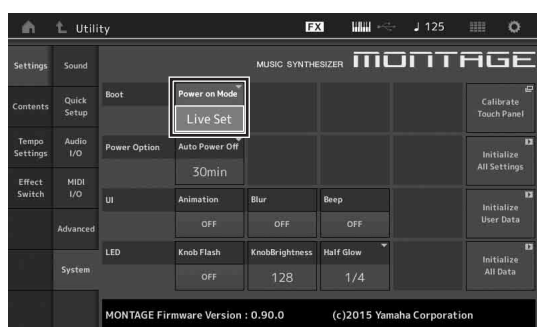 Utility
FX
125
Settings
Sound
MUSIC SYNTHESIZER MONTAGE
Contents
Quick Setup
Boot
Power on Mode
Live Set
Calibrate Touch Panel
Tempo Settings
Audio I/O
Power Option
Auto Power Off
30min
Initialize All Settings
Effect Switch
MIDI I/O
UI
Animation
OFF
Blur
OFF
Beep
OFF
Initialize User Data
Advanced
LED
Knob Flash
OFF
KnobBrightness
128
Half Glow
1/4
Initialize All Data
System
MONTAGE Firmware Version : 0.90.0
(c)2015 Yamaha Corporation